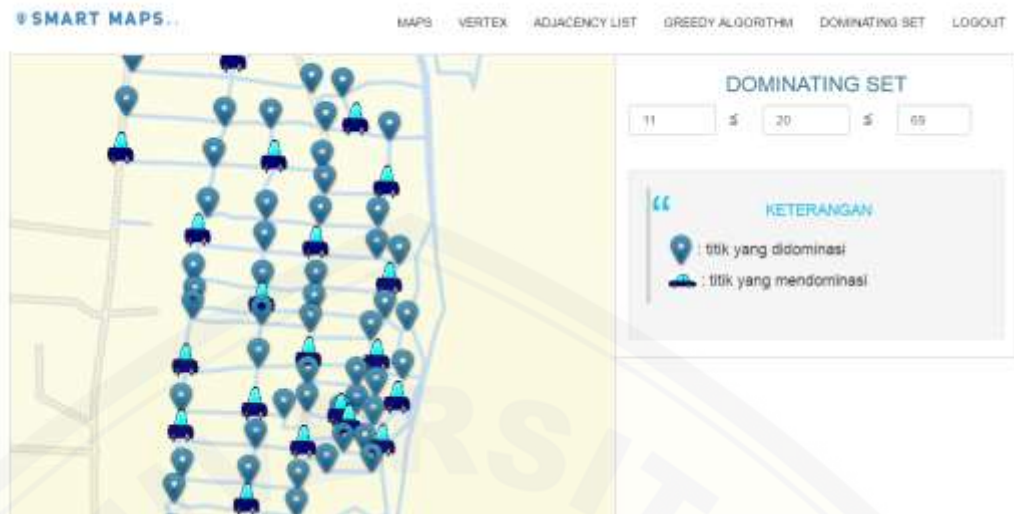 SMART MAPS..
MAPS VERTEX ADJACENCY LIST GREEDY ALGORITHM DOMINATING SET LOGOUT
DOMINATING SET
11 ≤ 20 ≤ 69
“ KETERANGAN
: titik yang didominasi
: titik yang mendominasi
ERSIT